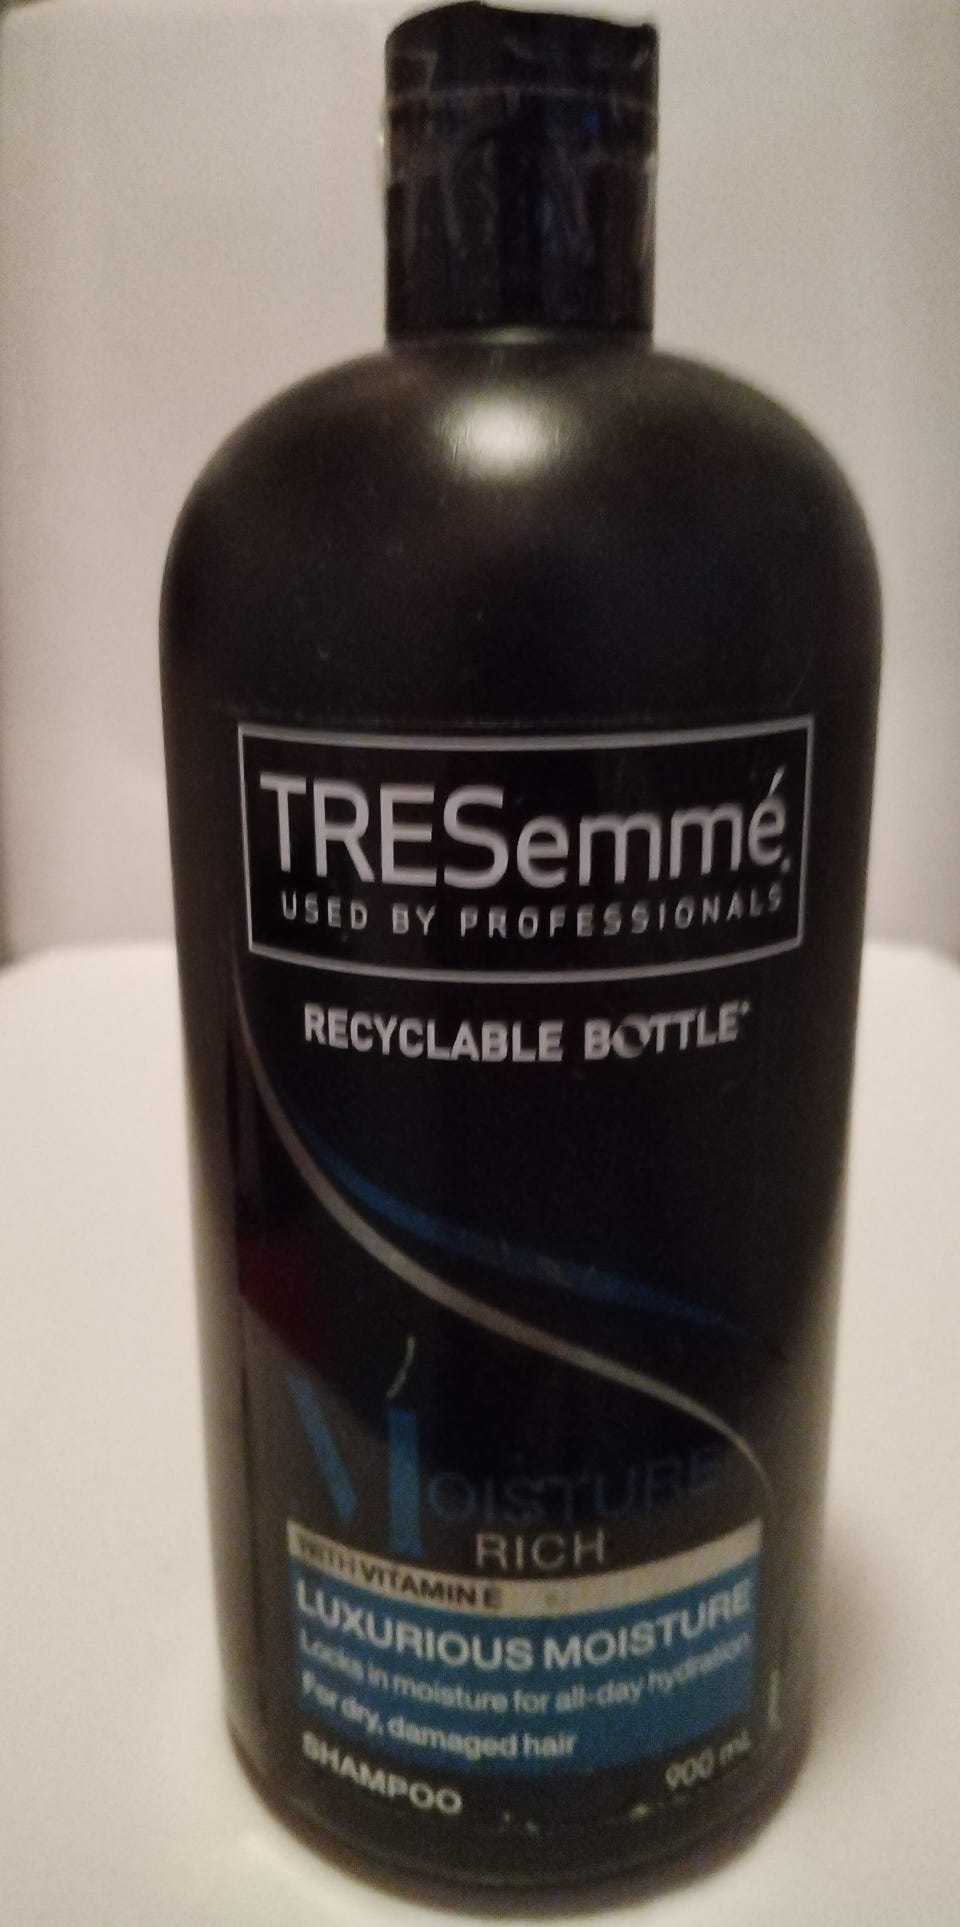 TRESemmé
USED BY PROFESSIONALS
RECYCLABLE BOTTLE*
MOISTURE
RICH
WITH VITAMIN E
LUXURIOUS MOISTURE
Locks in moisture for all-day hydration
For dry, damaged hair
SHAMPOO
900 mL